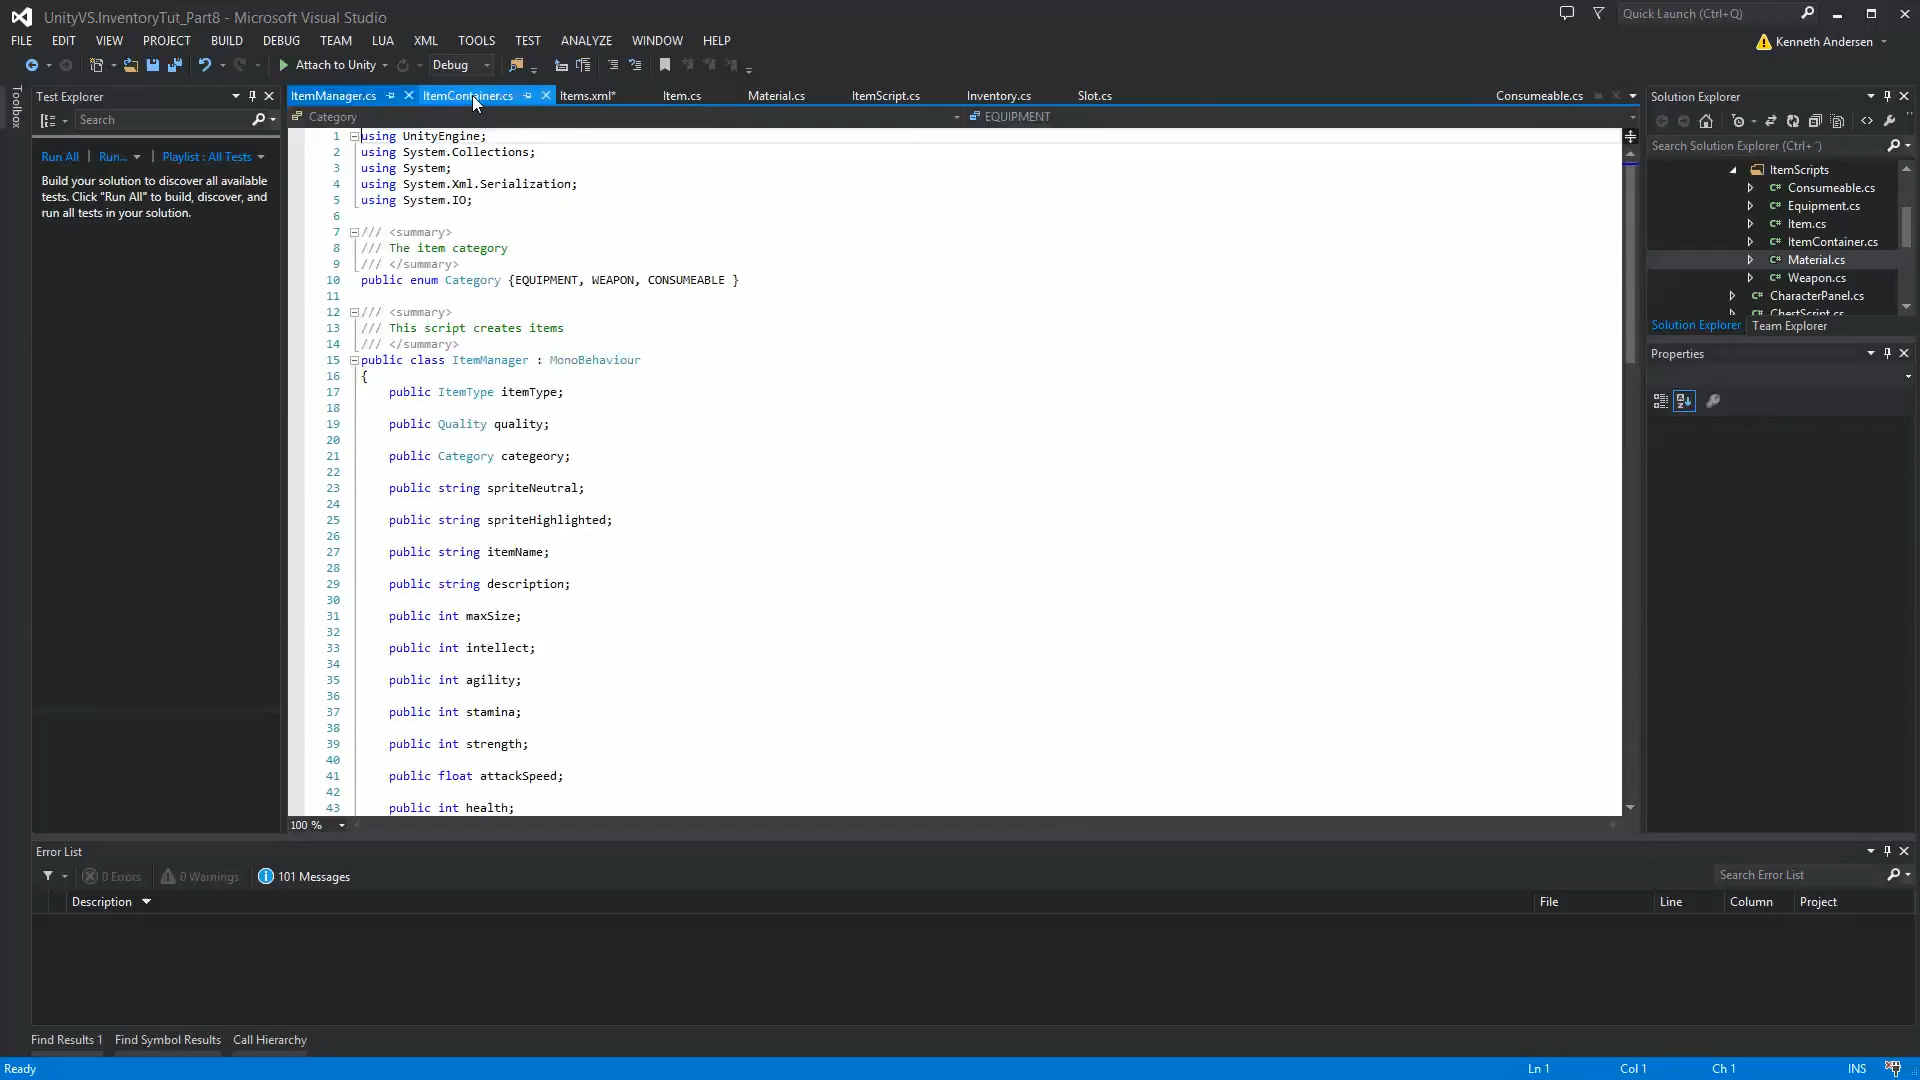 UnityVS.InventoryTut_Part8 - Microsoft Visual Studio
Quick Launch (Ctrl+Q)
FILE EDIT VIEW PROJECT BUILD DEBUG TEAM LUA XML TOOLS TEST ANALYZE WINDOW HELP
Kenneth Andersen
Attach to Unity Debug
Toolbox
Test Explorer
Search
Run All Run... Playlist : All Tests
Build your solution to discover all available
tests. Click "Run All" to build, discover, and
run all tests in your solution.
ItemManager.cs ItemContainer.cs Items.xml* Item.cs Material.cs ItemScript.cs Inventory.cs Slot.cs Consumeable.cs
Category EQUIPMENT
1 using UnityEngine;
2 using System.Collections;
3 using System;
4 using System.Xml.Serialization;
5 using System.IO;
6
7 /// <summary>
8 /// The item category
9 /// </summary>
10 public enum Category {EQUIPMENT, WEAPON, CONSUMEABLE }
11
12 /// <summary>
13 /// This script creates items
14 /// </summary>
15 public class ItemManager : MonoBehaviour
16 {
17 public ItemType itemType;
18
19 public Quality quality;
20
21 public Category categeory;
22
23 public string spriteNeutral;
24
25 public string spriteHighlighted;
26
27 public string itemName;
28
29 public string description;
30
31 public int maxSize;
32
33 public int intellect;
34
35 public int agility;
36
37 public int stamina;
38
39 public int strength;
40
41 public float attackSpeed;
42
43 public int health;
100 %
Solution Explorer
Search Solution Explorer (Ctrl+¨)
ItemScripts
C# Consumeable.cs
C# Equipment.cs
C# Item.cs
C# ItemContainer.cs
C# Material.cs
C# Weapon.cs
C# CharacterPanel.cs
C# ChestScript.cs
Solution Explorer Team Explorer
Properties
Error List
0 Errors 0 Warnings 101 Messages
Search Error List
Description File Line Column Project
Find Results 1 Find Symbol Results Call Hierarchy
Ready Ln 1 Col 1 Ch 1 INS